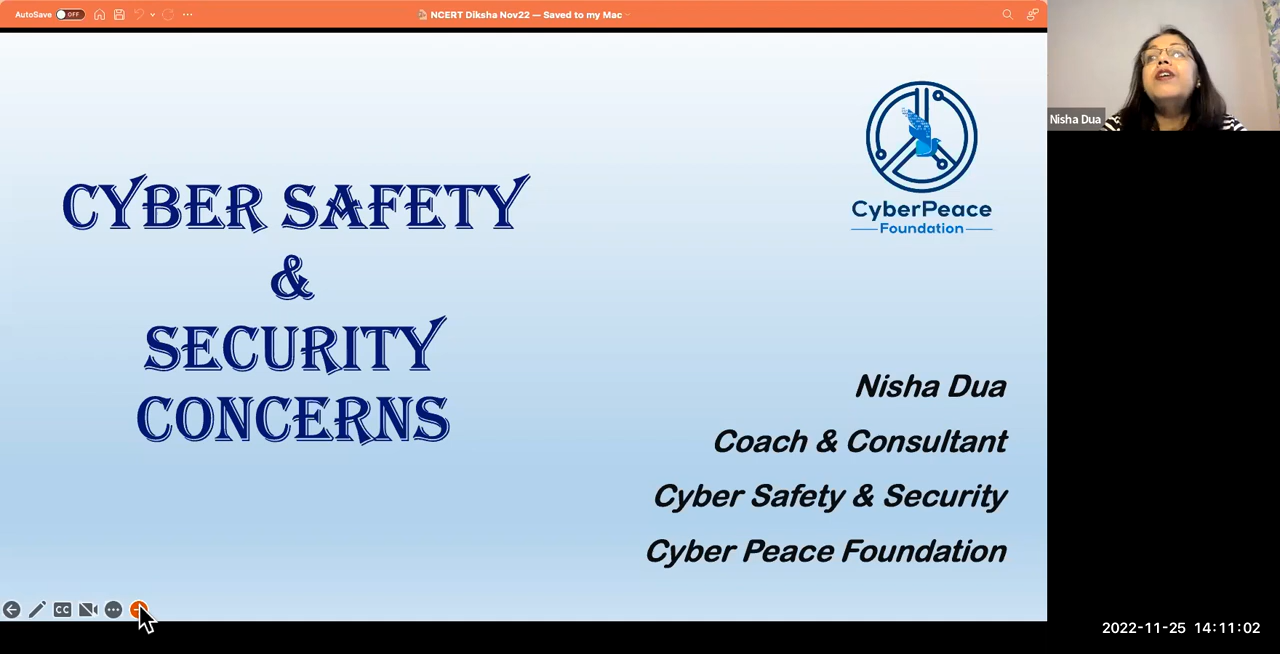 AutoSave OFF
NCERT Diksha Nov22 — Saved to my Mac
CYBER SAFETY
&
SECURITY
CONCERNS
CyberPeace
Foundation
Nisha Dua
Coach & Consultant
Cyber Safety & Security
Cyber Peace Foundation
CC
Nisha Dua
2022-11-25 14:11:02